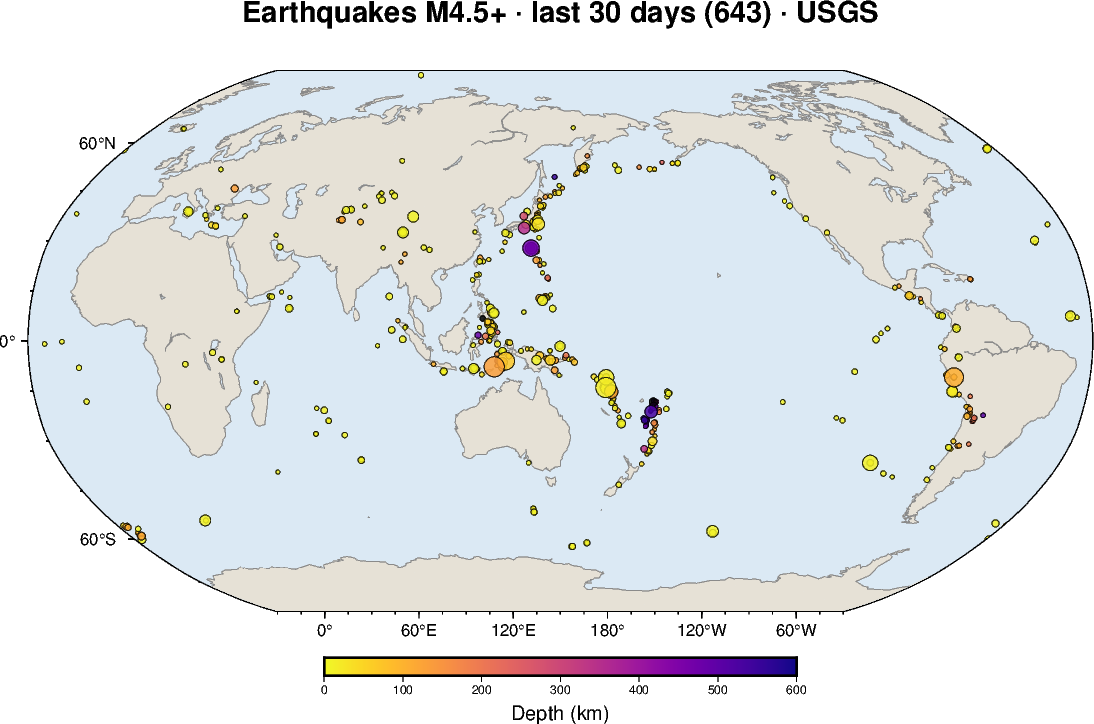 Earthquakes M4.5+ · last 30 days (643) · USGS
60°N
0°
60°S
0° 60°E 120°E 180° 120°W 60°W
0 100 200 300 400 500 600
Depth (km)